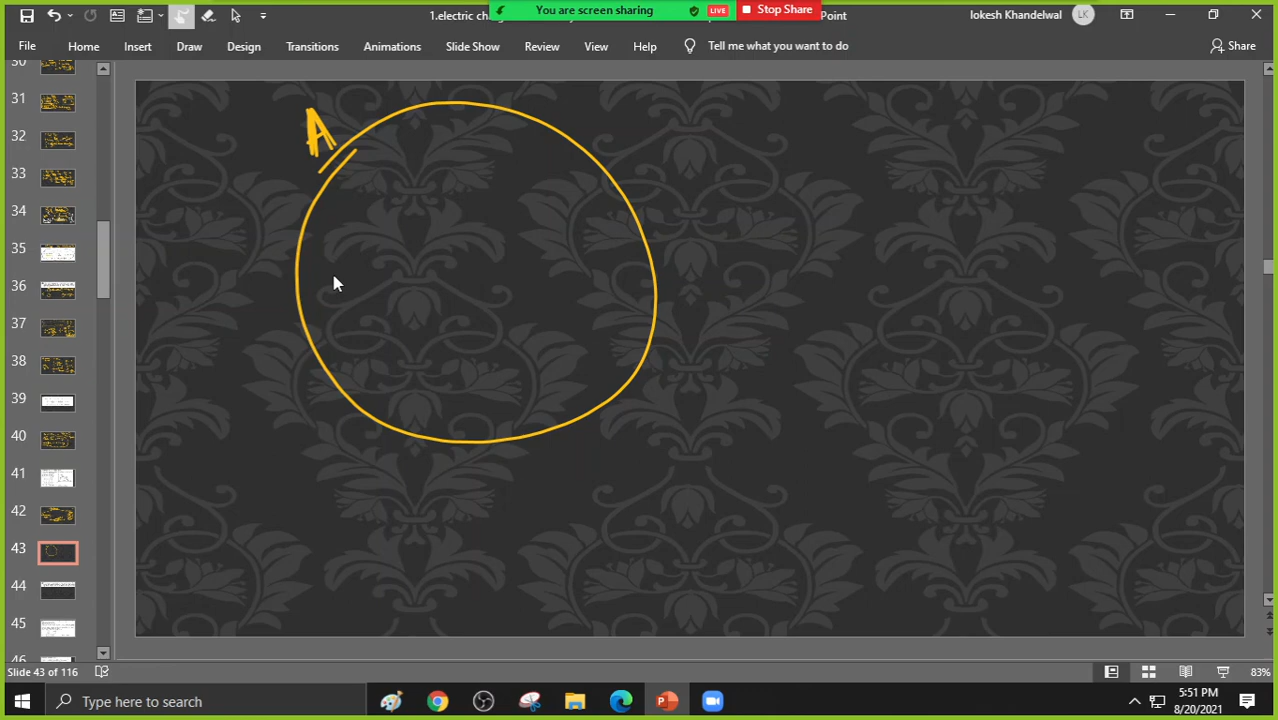 1.electric cha
You are screen sharing
LIVE
Stop Share
Point
lokesh Khandelwal
LK
File
Home
Insert
Draw
Design
Transitions
Animations
Slide Show
Review
View
Help
Tell me what you want to do
Share
31
32
33
34
35
36
37
38
39
40
41
42
43
44
45
A
Slide 43 of 116
83%
Type here to search
5:51 PM
8/20/2021